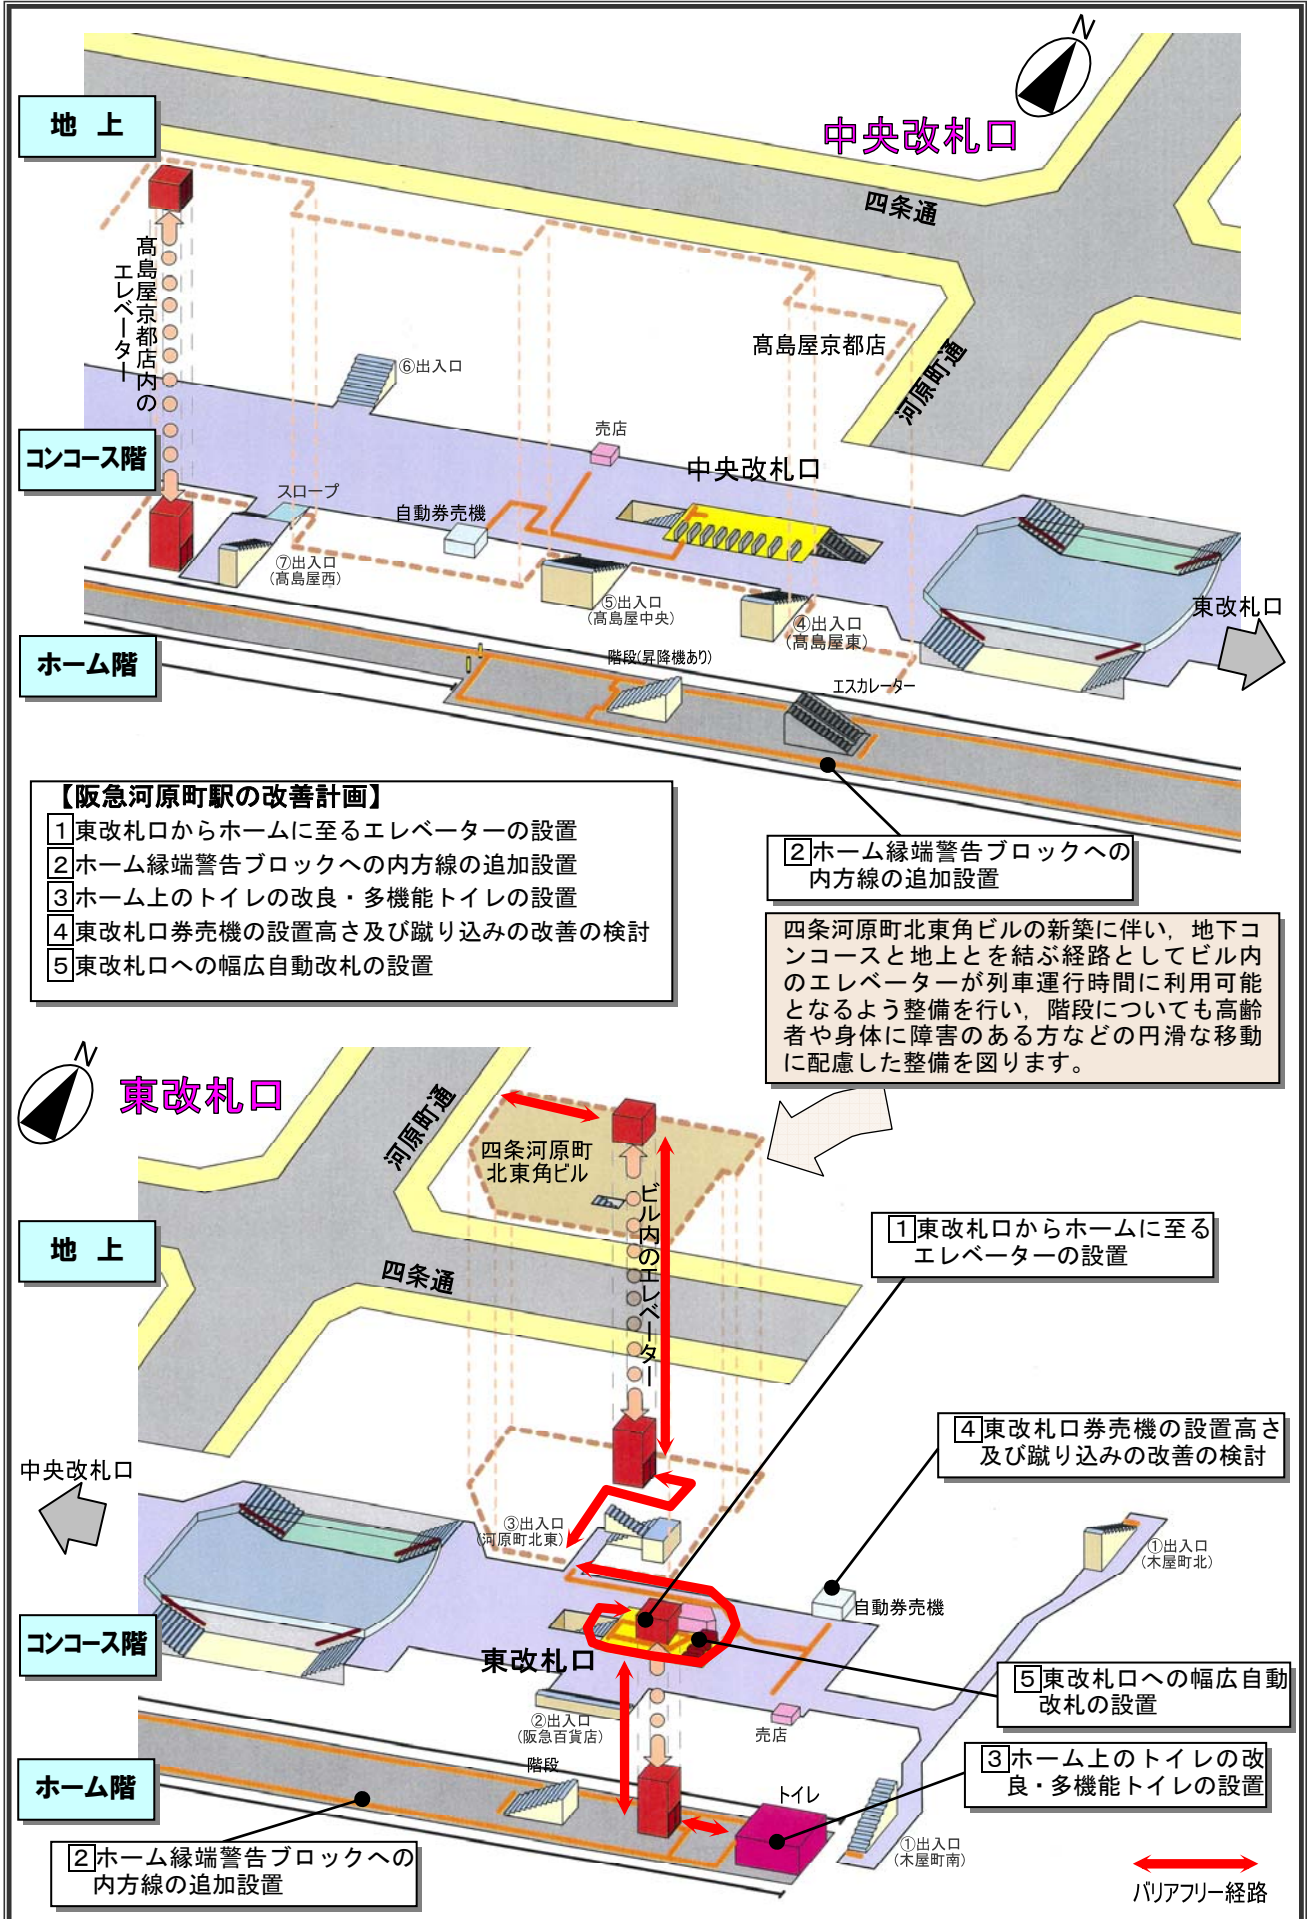 N
地 上
中央改札口
四条通
髙島屋京都店内の
エレベーター
髙島屋京都店
河原町通
⑥出入口
売店
コンコース階
中央改札口
スロープ
自動券売機
⑦出入口
(髙島屋西)
⑤出入口
(髙島屋中央)
④出入口
(髙島屋東)
東改札口
ホーム階
階段(昇降機あり)
エスカレーター
【阪急河原町駅の改善計画】
1東改札口からホームに至るエレベーターの設置
2ホーム縁端警告ブロックへの内方線の追加設置
3ホーム上のトイレの改良・多機能トイレの設置
4東改札口券売機の設置高さ及び蹴り込みの改善の検討
5東改札口への幅広自動改札の設置
2ホーム縁端警告ブロックへの
内方線の追加設置
四条河原町北東角ビルの新築に伴い,地下コ
ンコースと地上とを結ぶ経路としてビル内
のエレベーターが列車運行時間に利用可能
となるよう整備を行い,階段についても高齢
者や身体に障害のある方などの円滑な移動
に配慮した整備を図ります。
N
東改札口
河原町通
四条河原町
北東角ビル
ビル内のエレベーター
地 上
四条通
1東改札口からホームに至る
エレベーターの設置
4東改札口券売機の設置高さ
及び蹴り込みの改善の検討
中央改札口
③出入口
(河原町北東)
①出入口
(木屋町北)
自動券売機
コンコース階
東改札口
5東改札口への幅広自動
改札の設置
②出入口
(阪急百貨店)
売店
階段
ホーム階
トイレ
3ホーム上のトイレの改
良・多機能トイレの設置
①出入口
(木屋町南)
2ホーム縁端警告ブロックへの
内方線の追加設置
バリアフリー経路